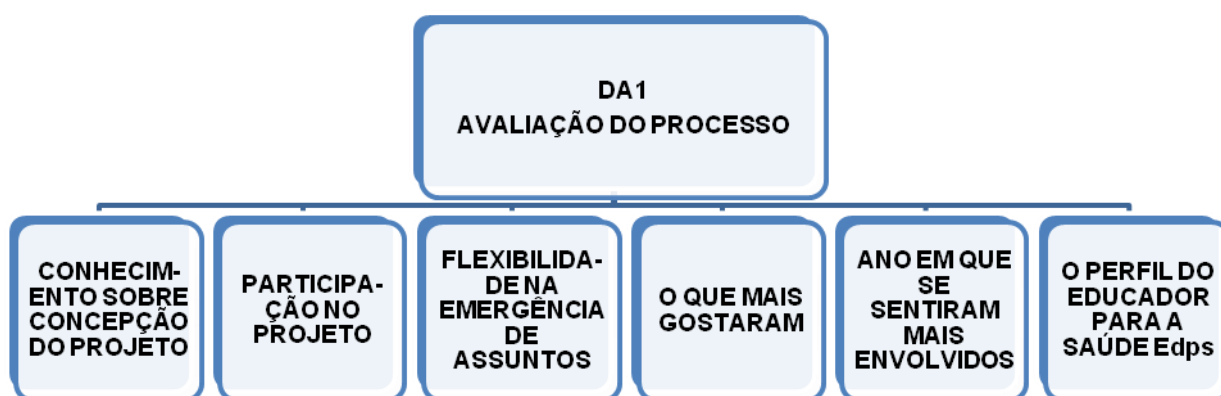 DA1
AVALIAÇÃO DO PROCESSO
CONHECIM-
ENTO SOBRE
CONCEPÇÃO
DO PROJETO
PARTICIPA-
ÇÃO NO
PROJETO
FLEXIBILIDA-
DE NA
EMERGÊNCIA
DE
ASSUNTOS
O QUE MAIS
GOSTARAM
ANO EM QUE
SE
SENTIRAM
MAIS
ENVOLVIDOS
O PERFIL DO
EDUCADOR
PARA A
SAÚDE Edps